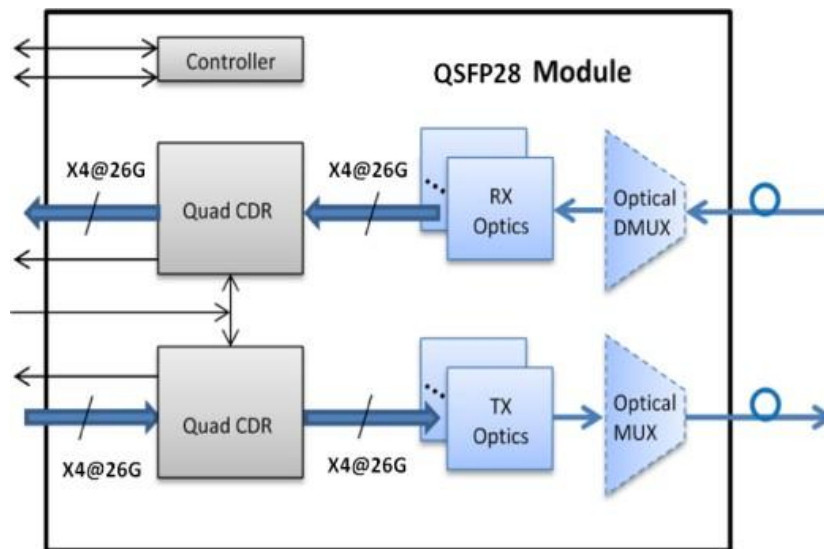 Controller
QSFP28 Module
X4@26G
X4@26G
Quad CDR
RX
Optics
Optical
DMUX
Quad CDR
TX
Optics
Optical
MUX
X4@26G
X4@26G